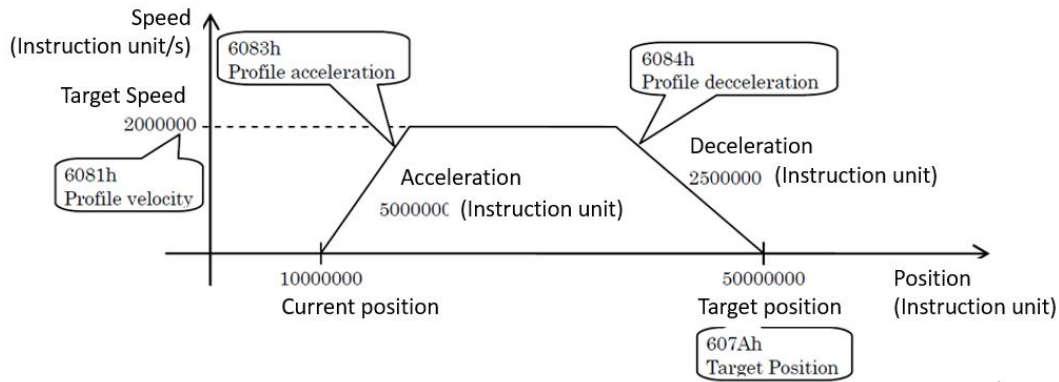 Speed
(Instruction unit/s)
6083h
Profile acceleration
6084h
Profile decceleration
Target Speed
2000000
6081h
Profile velocity
Acceleration
5000000 (Instruction unit)
Deceleration
2500000 (Instruction unit)
10000000
Current position
50000000
Target position
Position
(Instruction unit)
607Ah
Target Position